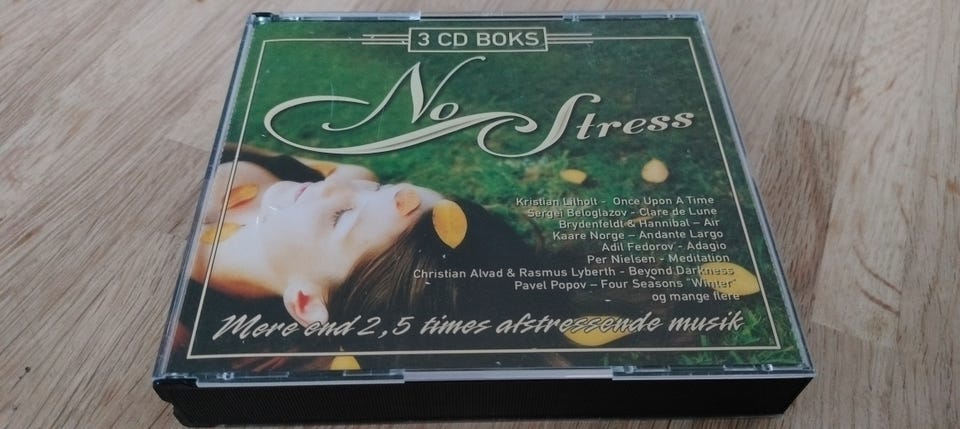 3 CD BOKS
No Stress
Kristian Lilholt - Once Upon A Time
Sergei Beloglazov - Clare de Lune
Brydenfeldt & Hannibal – Air
Kaare Norge – Andante Largo
Adil Fedorov - Adagio
Per Nielsen - Meditation
Christian Alvad & Rasmus Lyberth - Beyond Darkness
Pavel Popov – Four Seasons "Winter"
og mange flere
Mere end 2,5 times afstressende musik